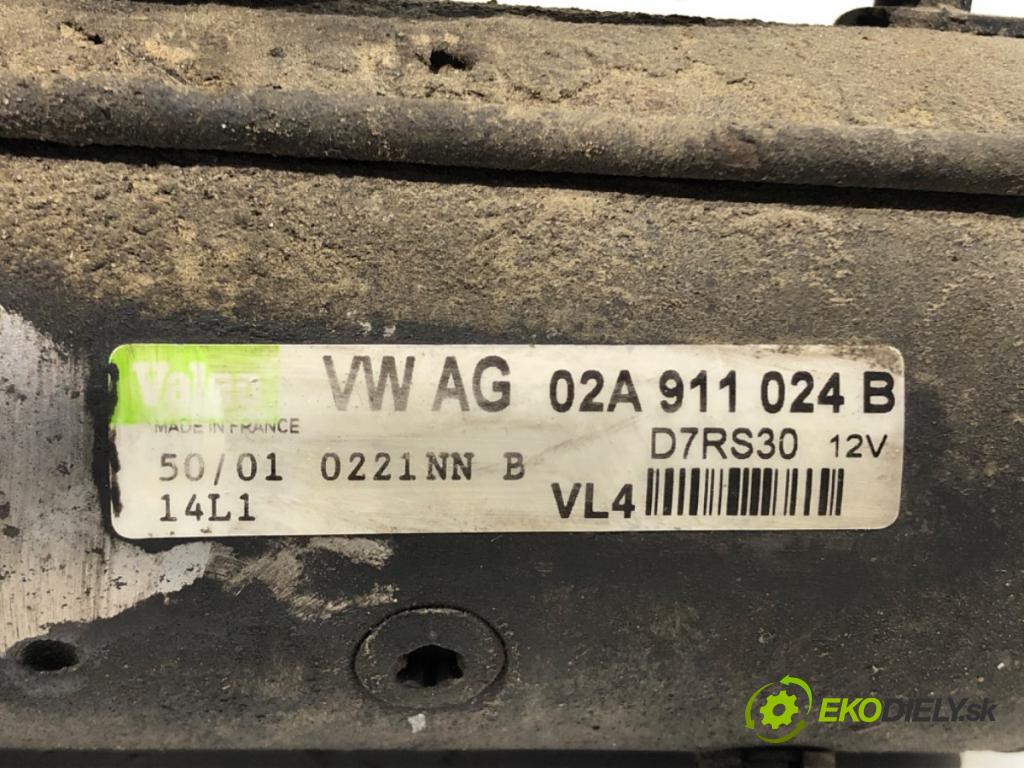 Valeo VW AG 02A 911 024 B
MADE IN FRANCE
D7RS30 12V
50/01 0221NN B
14L1
VL4
EKODIELY.sk